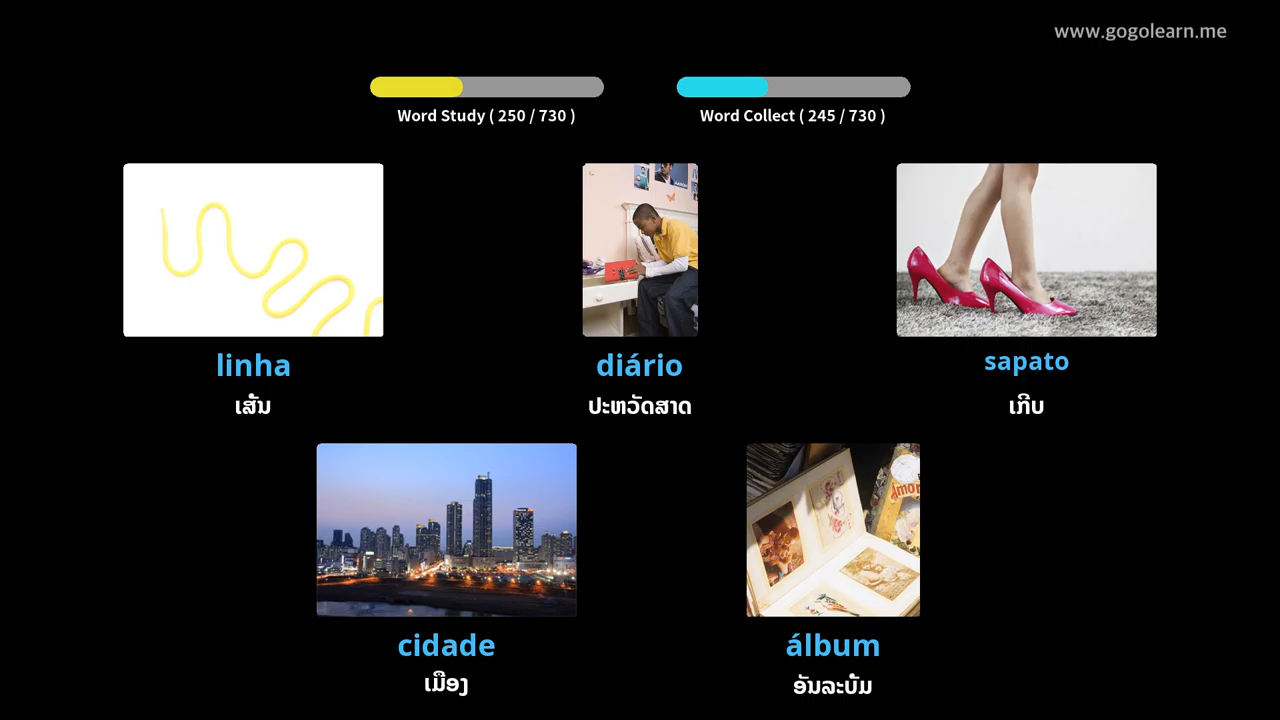 www.gogolearn.me
Word Study ( 250 / 730 )
Word Collect ( 245 / 730 )
linha
ເສັ້ນ
diário
ປະຫວັດສາດ
sapato
ເກີບ
cidade
ເມືອງ
álbum
ອັນລະບັ້ມ